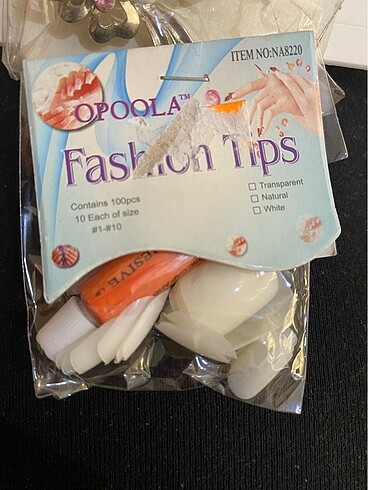 ITEM NO:NA8220
OPOOLA™
Fashion Tips
Contains 100pcs
10 Each of size
#1-#10
☐ Transparent
☐ Natural
☐ White